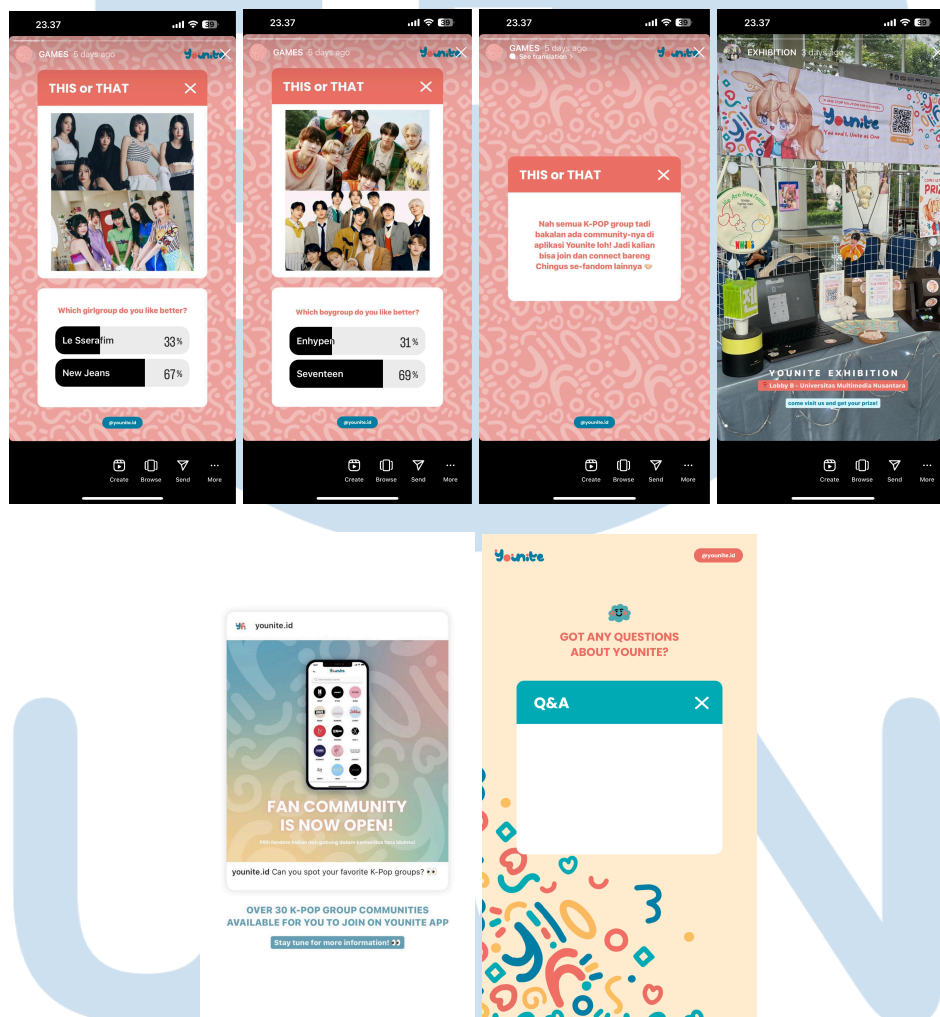 23.37
39
GAMES 5 days ago
Younite
THIS or THAT
Which girlgroup do you like better?
Le Sserafim 33%
New Jeans 67%
@younite.id
Create Browse Send More
23.37
39
GAMES 5 days ago
Younite
THIS or THAT
Which boygroup do you like better?
Enhypen 31%
Seventeen 69%
@younite.id
Create Browse Send More
23.37
39
GAMES 5 days ago
See translation >
Younite
THIS or THAT
Nah semua K-POP group tadi
bakalan ada community-nya di
aplikasi Younite loh! Jadi kalian
bisa join dan connect bareng
Chingus se-fandom lainnya
@younite.id
Create Browse Send More
23.37
39
EXHIBITION 3 days ago
Younite
You and I, Unite as One
YOUNITE EXHIBITION
Lobby B - Universitas Multimedia Nusantara
come visit us and get your prize!
Create Browse Send More
younite.id
Younite
FAN COMMUNITY
IS NOW OPEN!
younite.id Can you spot your favorite K-Pop groups?
OVER 30 K-POP GROUP COMMUNITIES
AVAILABLE FOR YOU TO JOIN ON YOUNITE APP
Stay tune for more information!
Younite
@younite.id
GOT ANY QUESTIONS
ABOUT YOUNITE?
Q&A